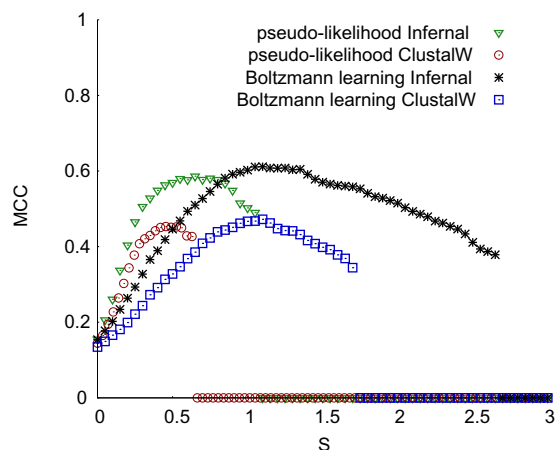 pseudo-likelihood Infernal
pseudo-likelihood ClustalW
Boltzmann learning Infernal
Boltzmann learning ClustalW
1
0.8
0.6
0.4
0.2
0
MCC
0 0.5 1 1.5 2 2.5 3
S